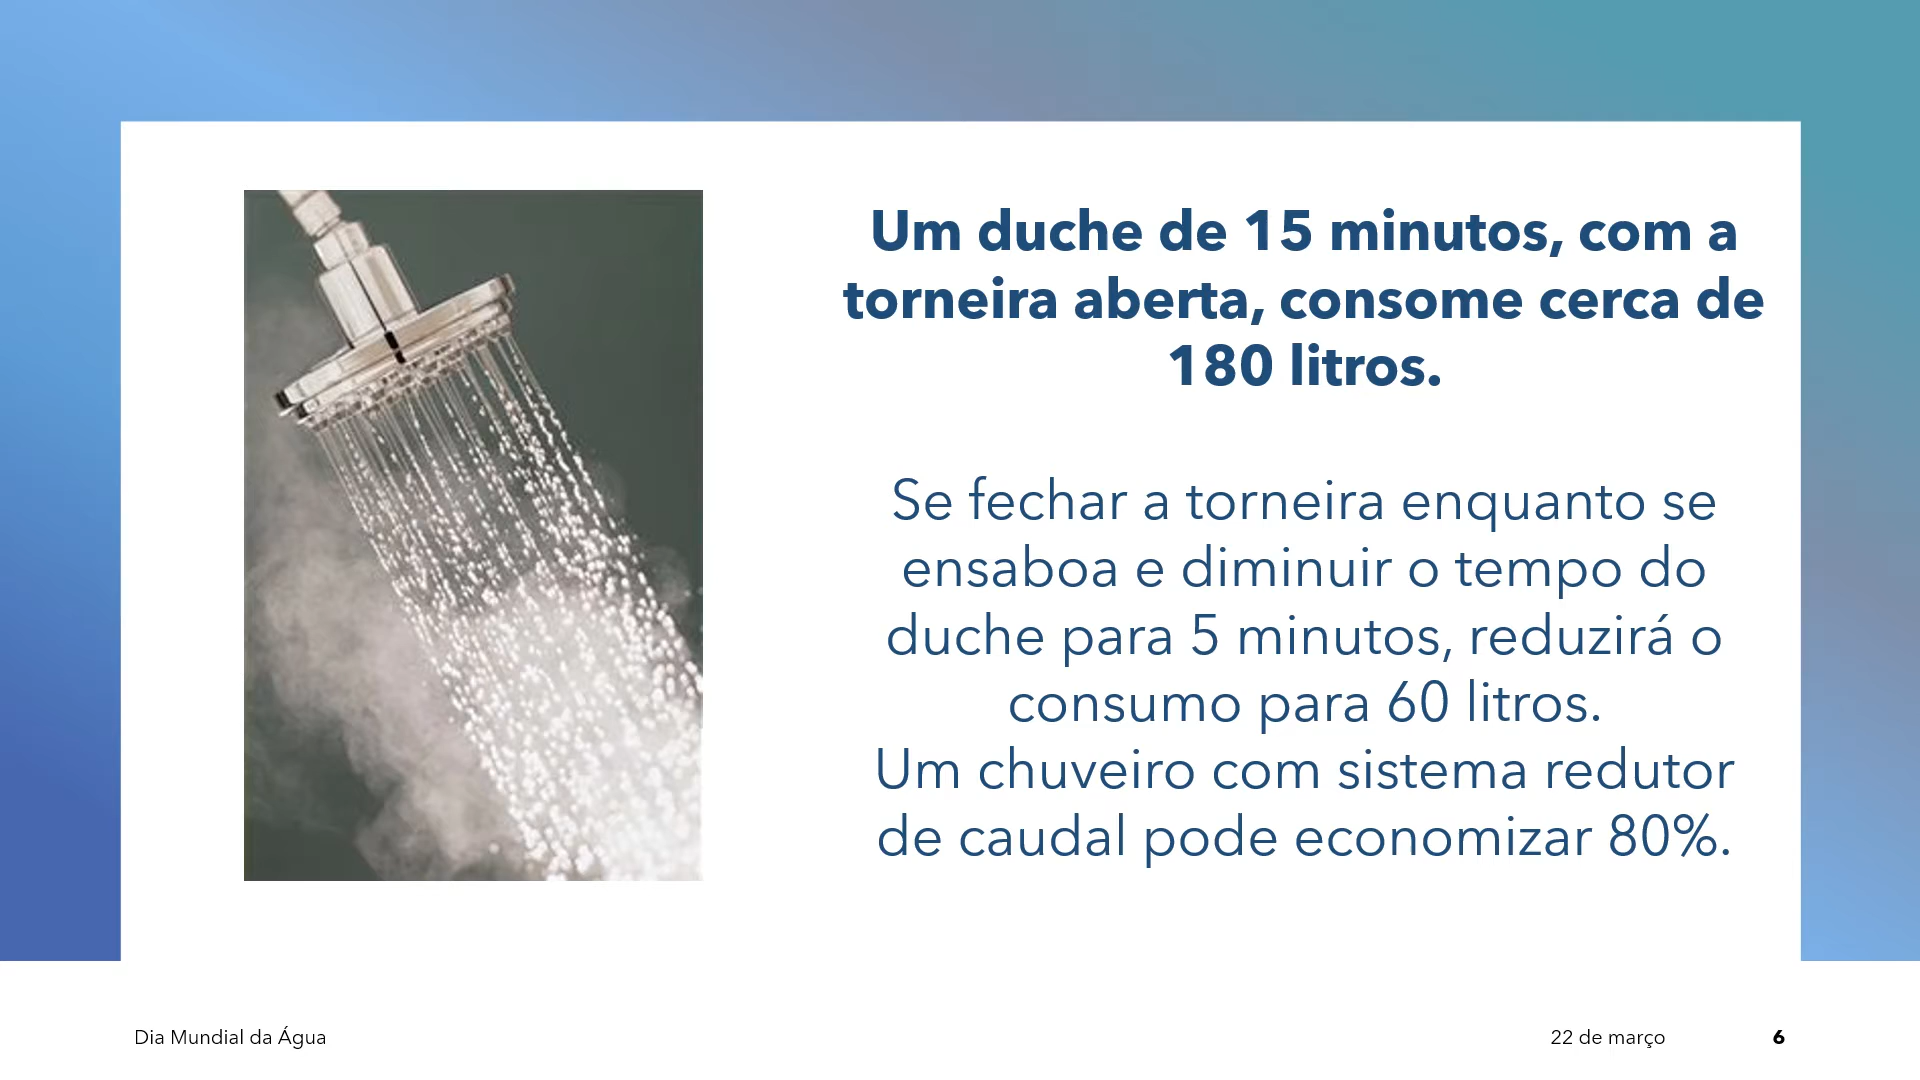 Um duche de 15 minutos, com a
torneira aberta, consome cerca de
180 litros.
Se fechar a torneira enquanto se
ensaboa e diminuir o tempo do
duche para 5 minutos, reduzirá o
consumo para 60 litros.
Um chuveiro com sistema redutor
de caudal pode economizar 80%.
Dia Mundial da Água
22 de março
6